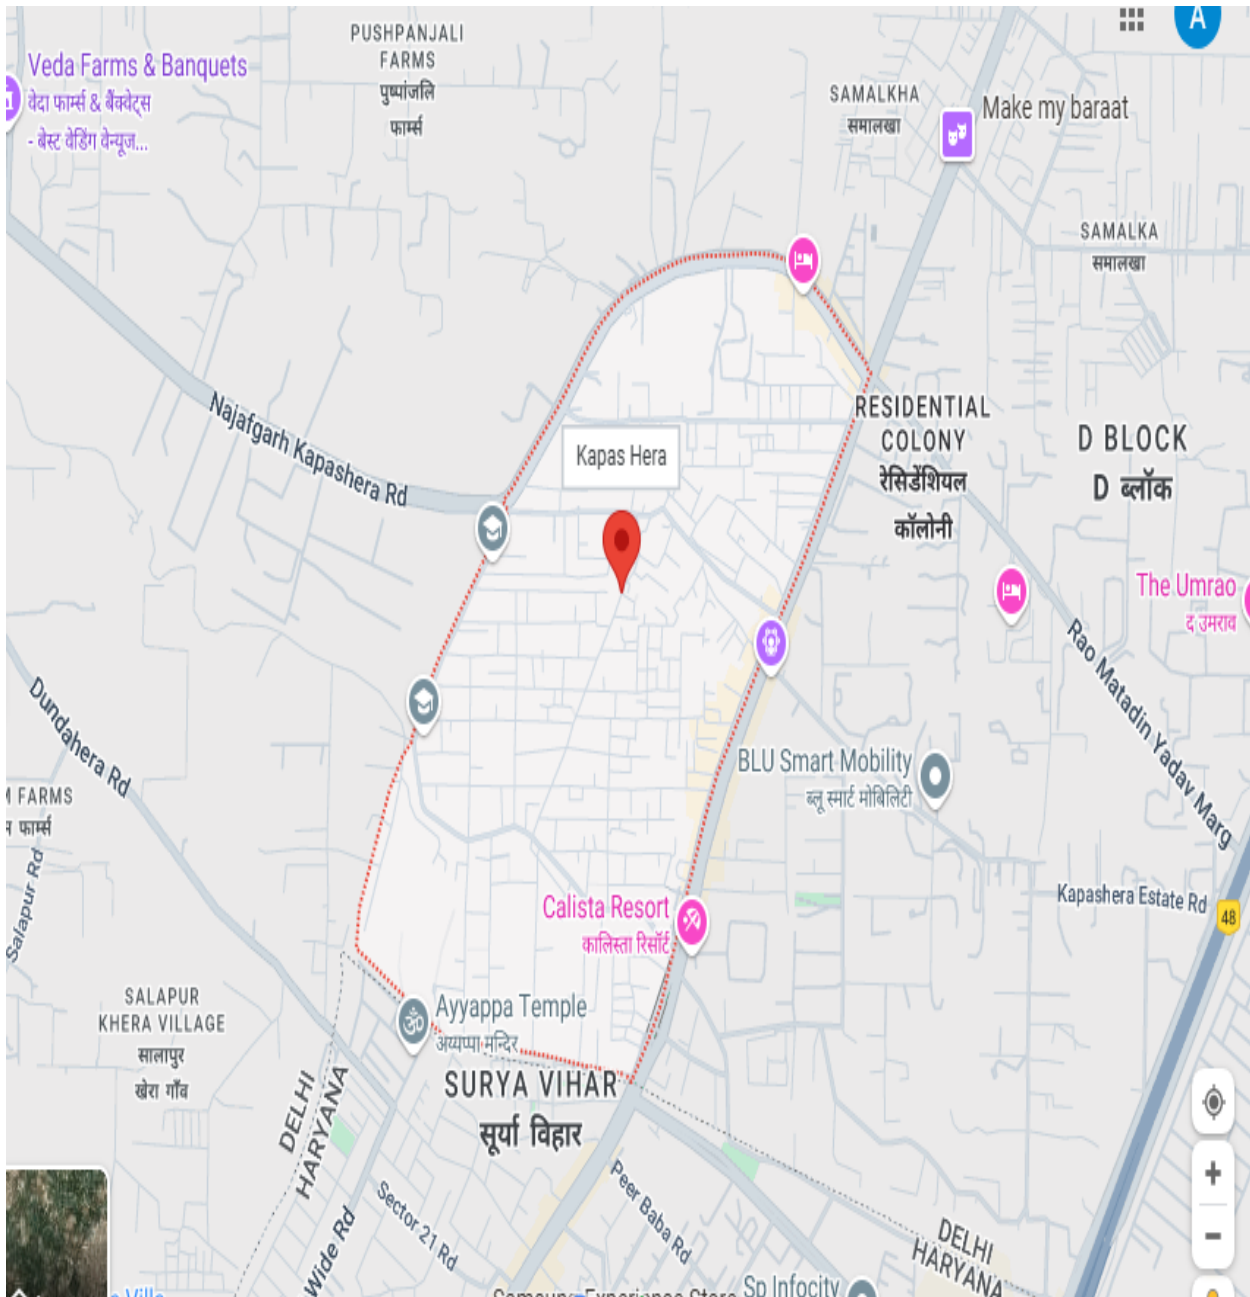 PUSHPANJALI
FARMS
पुष्पांजलि
फार्म्स
A
Veda Farms & Banquets
वेदा फार्म्स & बैंक्वेट्स
- बेस्ट वेडिंग वेन्यूज...
SAMALKHA
समालखा
Make my baraat
SAMALKA
समालखा
Najafgarh Kapashera Rd
Kapas Hera
RESIDENTIAL
COLONY
रेसिडेंशियल
कॉलोनी
D BLOCK
D ब्लॉक
The Umrao
द उमराव
Rao Matadin Yadav Marg
Dundahera Rd
BLU Smart Mobility
ब्लू स्मार्ट मोबिलिटी
FARMS
फार्म्स
Salapur Rd
Kapashera Estate Rd
48
Calista Resort
कालिस्ता रिसॉर्ट
SALAPUR
KHERA VILLAGE
सालापुर
खेरा गाँव
Ayyappa Temple
अय्यप्पा मन्दिर
DELHI
HARYANA
SURYA VIHAR
सूर्या विहार
Sector 21 Rd
Peer Baba Rd
Wide Rd
DELHI
HARYANA
Sp Infocity